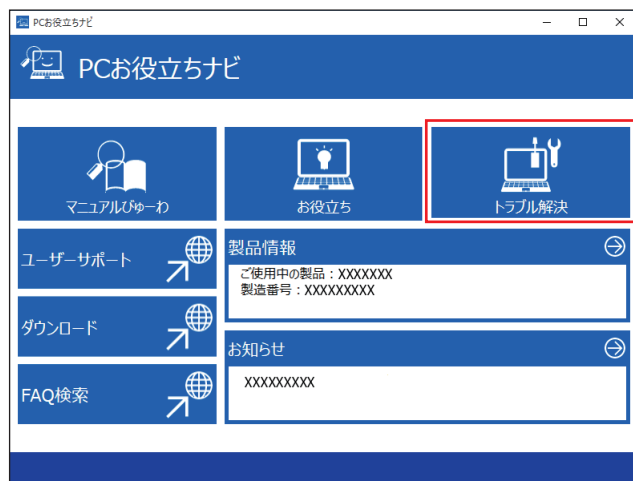 PCお役立ちナビ
PCお役立ちナビ
マニュアルびゅーわ
お役立ち
トラブル解決
ユーザーサポート
ダウンロード
FAQ検索
製品情報
ご使用中の製品：XXXXXXX
製造番号：XXXXXXXXX
お知らせ
XXXXXXXXX